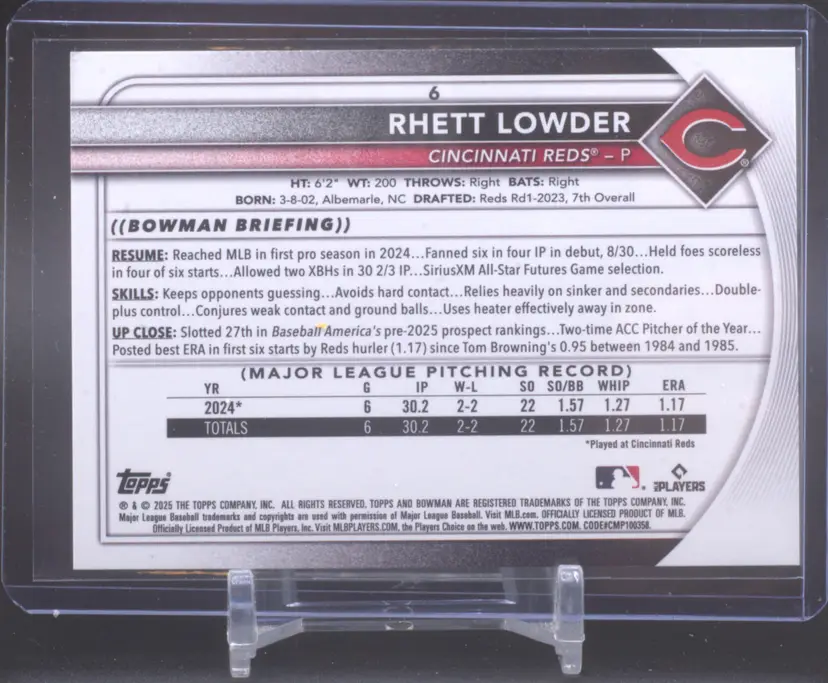 6
RHETT LOWDER
CINCINNATI REDS® – P
HT: 6'2" WT: 200 THROWS: Right BATS: Right
BORN: 3-8-02, Albemarle, NC DRAFTED: Reds Rd1-2023, 7th Overall
((BOWMAN BRIEFING))
RESUME: Reached MLB in first pro season in 2024...Fanned six in four IP in debut, 8/30...Held foes scoreless
in four of six starts...Allowed two XBHs in 30 2/3 IP...SiriusXM All-Star Futures Game selection.
SKILLS: Keeps opponents guessing...Avoids hard contact...Relies heavily on sinker and secondaries...Double-
plus control...Conjures weak contact and ground balls...Uses heater effectively away in zone.
UP CLOSE: Slotted 27th in Baseball America's pre-2025 prospect rankings...Two-time ACC Pitcher of the Year...
Posted best ERA in first six starts by Reds hurler (1.17) since Tom Browning's 0.95 between 1984 and 1985.
(MAJOR LEAGUE PITCHING RECORD)
YR G IP W-L SO SO/BB WHIP ERA
2024* 6 30.2 2-2 22 1.57 1.27 1.17
TOTALS 6 30.2 2-2 22 1.57 1.27 1.17
*Played at Cincinnati Reds
Topps
PLAYERS
® & © 2025 THE TOPPS COMPANY, INC. ALL RIGHTS RESERVED. TOPPS AND BOWMAN ARE REGISTERED TRADEMARKS OF THE TOPPS COMPANY, INC.
Major League Baseball trademarks and copyrights are used with permission of Major League Baseball. Visit MLB.com. OFFICIALLY LICENSED PRODUCT OF MLB.
Officially Licensed Product of MLB Players, Inc. Visit MLBPLAYERS.COM, the Players Choice on the web. WWW.TOPPS.COM. CODE#CMP100358.